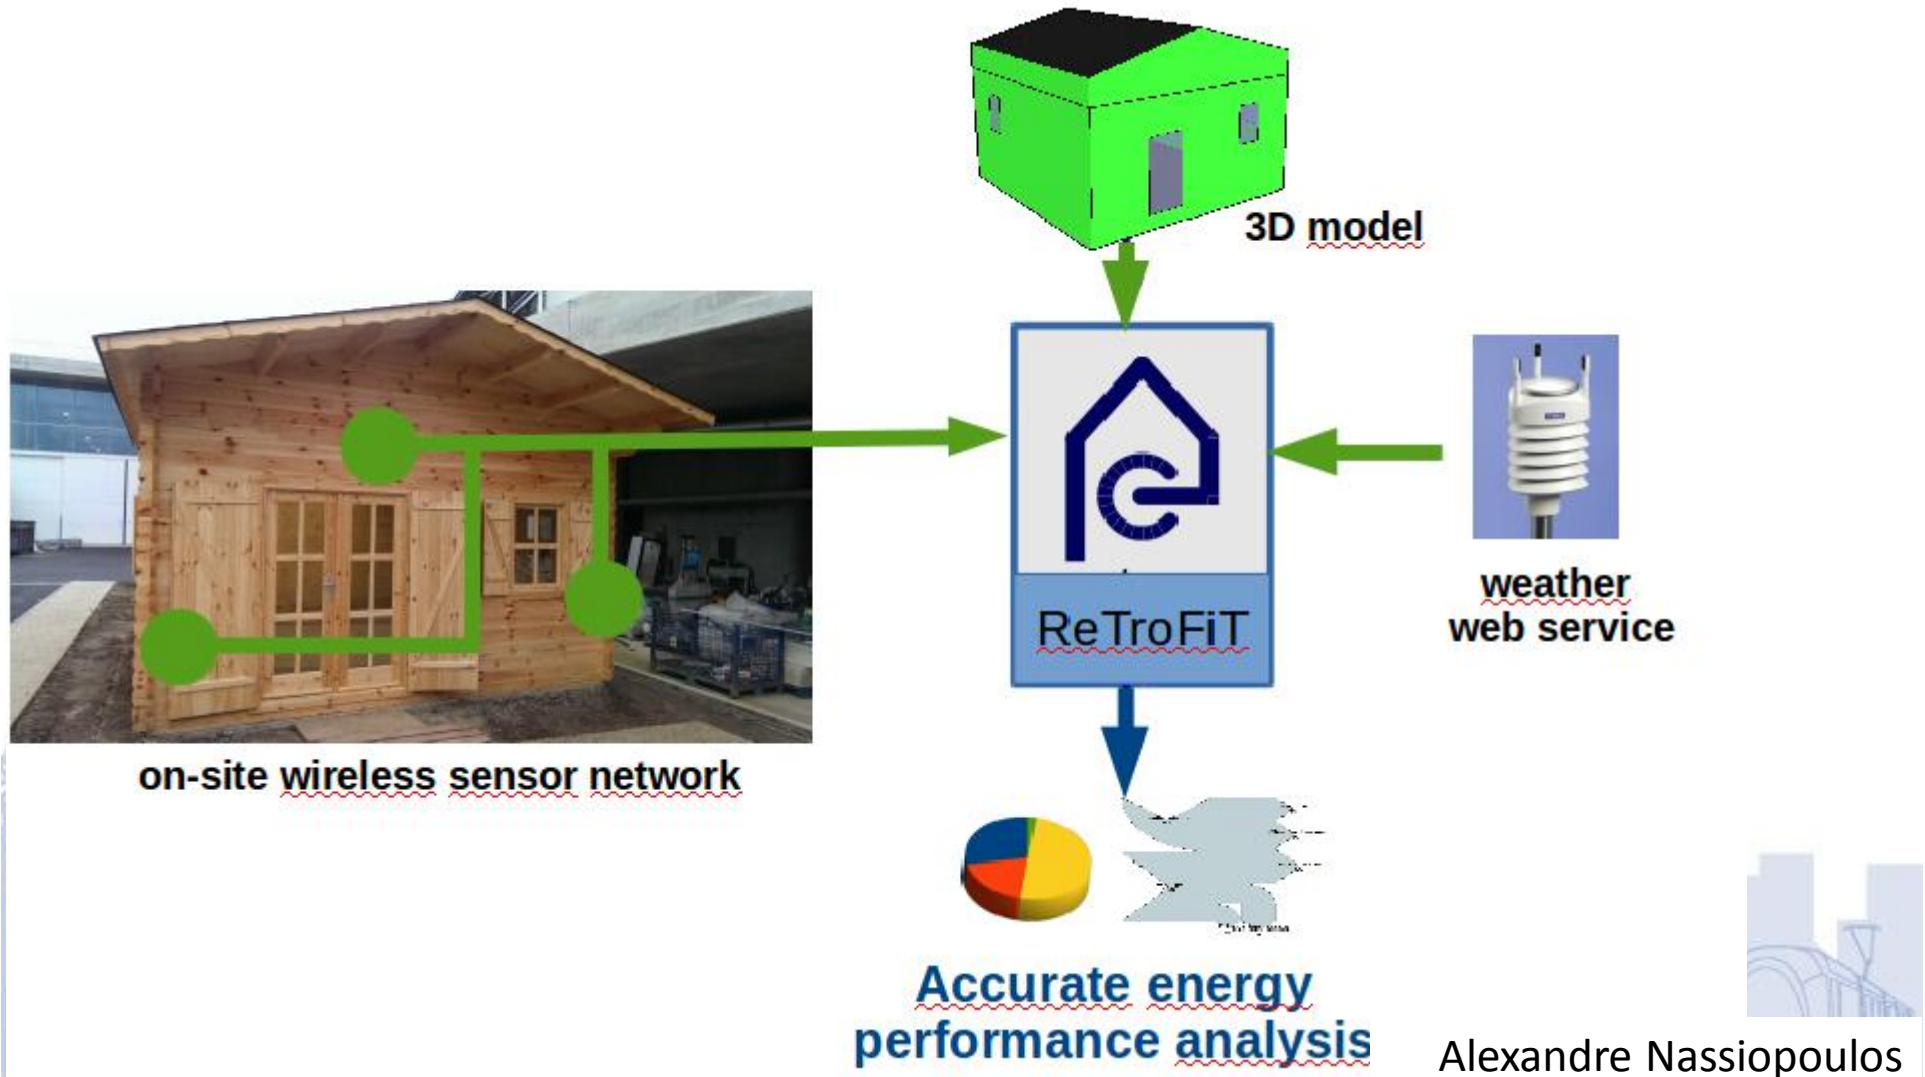 3D model
ReTroFiT
weather
web service
on-site wireless sensor network
Accurate energy
performance analysis
Alexandre Nassiopoulos